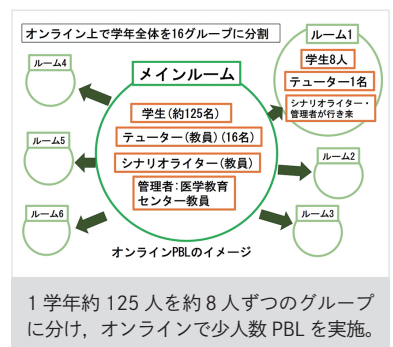 オンライン上で学年全体を16グループに分割
ルーム1
学生8人
テューター1名
シナリオライター・
管理者が行き来
ルーム4
メインルーム
学生(約125名)
テューター(教員)(16名)
シナリオライター(教員)
管理者:医学教育
センター教員
ルーム5
ルーム2
ルーム6
ルーム3
オンラインPBLのイメージ
1学年約125人を約8人ずつのグループ
に分け，オンラインで少人数PBLを実施。